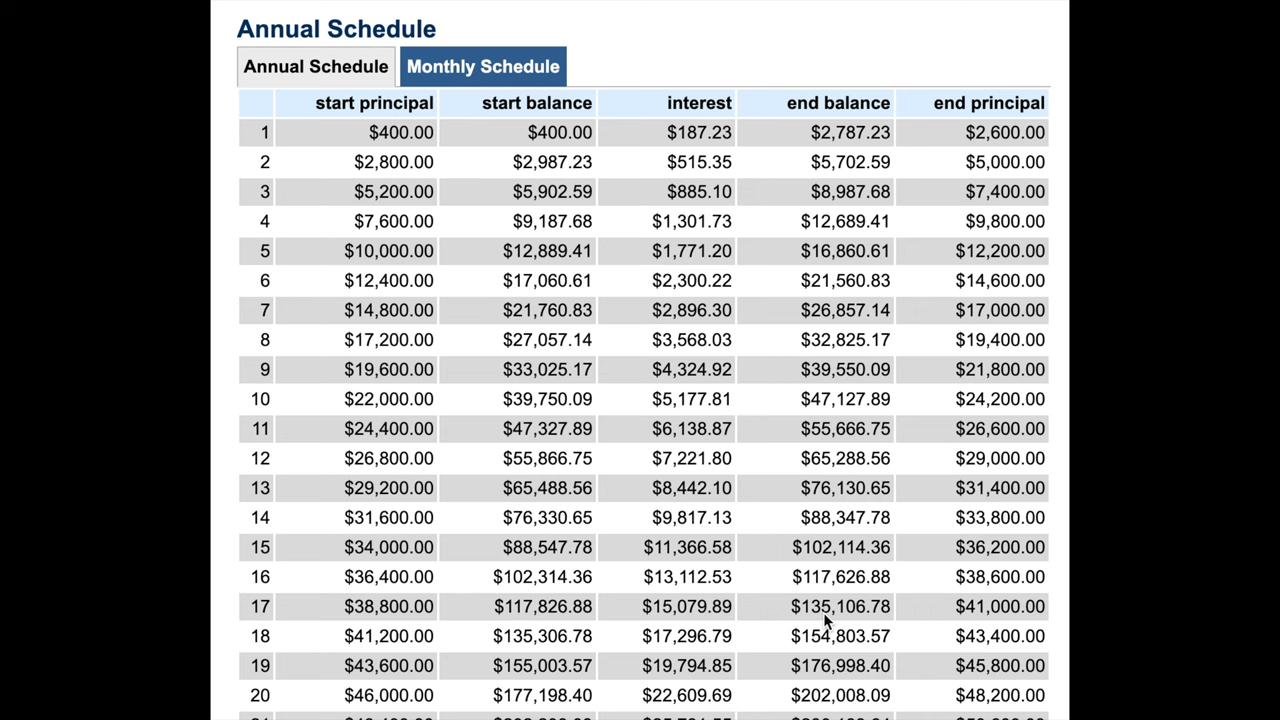 Annual Schedule
Annual Schedule Monthly Schedule
start principal start balance interest end balance end principal
1 $400.00 $400.00 $187.23 $2,787.23 $2,600.00
2 $2,800.00 $2,987.23 $515.35 $5,702.59 $5,000.00
3 $5,200.00 $5,902.59 $885.10 $8,987.68 $7,400.00
4 $7,600.00 $9,187.68 $1,301.73 $12,689.41 $9,800.00
5 $10,000.00 $12,889.41 $1,771.20 $16,860.61 $12,200.00
6 $12,400.00 $17,060.61 $2,300.22 $21,560.83 $14,600.00
7 $14,800.00 $21,760.83 $2,896.30 $26,857.14 $17,000.00
8 $17,200.00 $27,057.14 $3,568.03 $32,825.17 $19,400.00
9 $19,600.00 $33,025.17 $4,324.92 $39,550.09 $21,800.00
10 $22,000.00 $39,750.09 $5,177.81 $47,127.89 $24,200.00
11 $24,400.00 $47,327.89 $6,138.87 $55,666.75 $26,600.00
12 $26,800.00 $55,866.75 $7,221.80 $65,288.56 $29,000.00
13 $29,200.00 $65,488.56 $8,442.10 $76,130.65 $31,400.00
14 $31,600.00 $76,330.65 $9,817.13 $88,347.78 $33,800.00
15 $34,000.00 $88,547.78 $11,366.58 $102,114.36 $36,200.00
16 $36,400.00 $102,314.36 $13,112.53 $117,626.88 $38,600.00
17 $38,800.00 $117,826.88 $15,079.89 $135,106.78 $41,000.00
18 $41,200.00 $135,306.78 $17,296.79 $154,803.57 $43,400.00
19 $43,600.00 $155,003.57 $19,794.85 $176,998.40 $45,800.00
20 $46,000.00 $177,198.40 $22,609.69 $202,008.09 $48,200.00